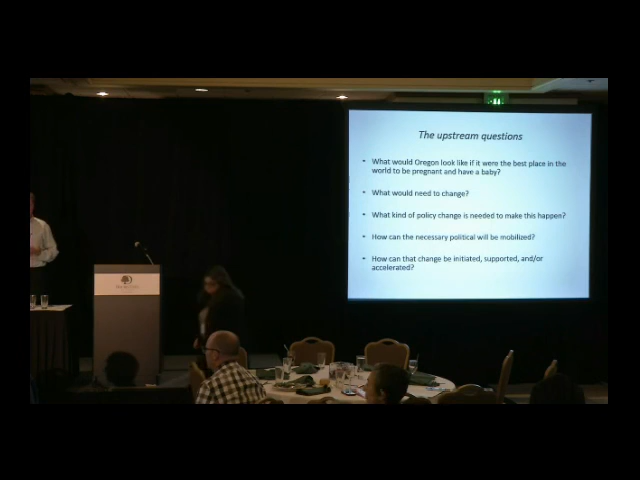 The upstream questions
• What would Oregon look like if it were the best place in the
world to be pregnant and have a baby?
• What would need to change?
• What kind of policy change is needed to make this happen?
• How can the necessary political will be mobilized?
• How can that change be initiated, supported, and/or
accelerated?